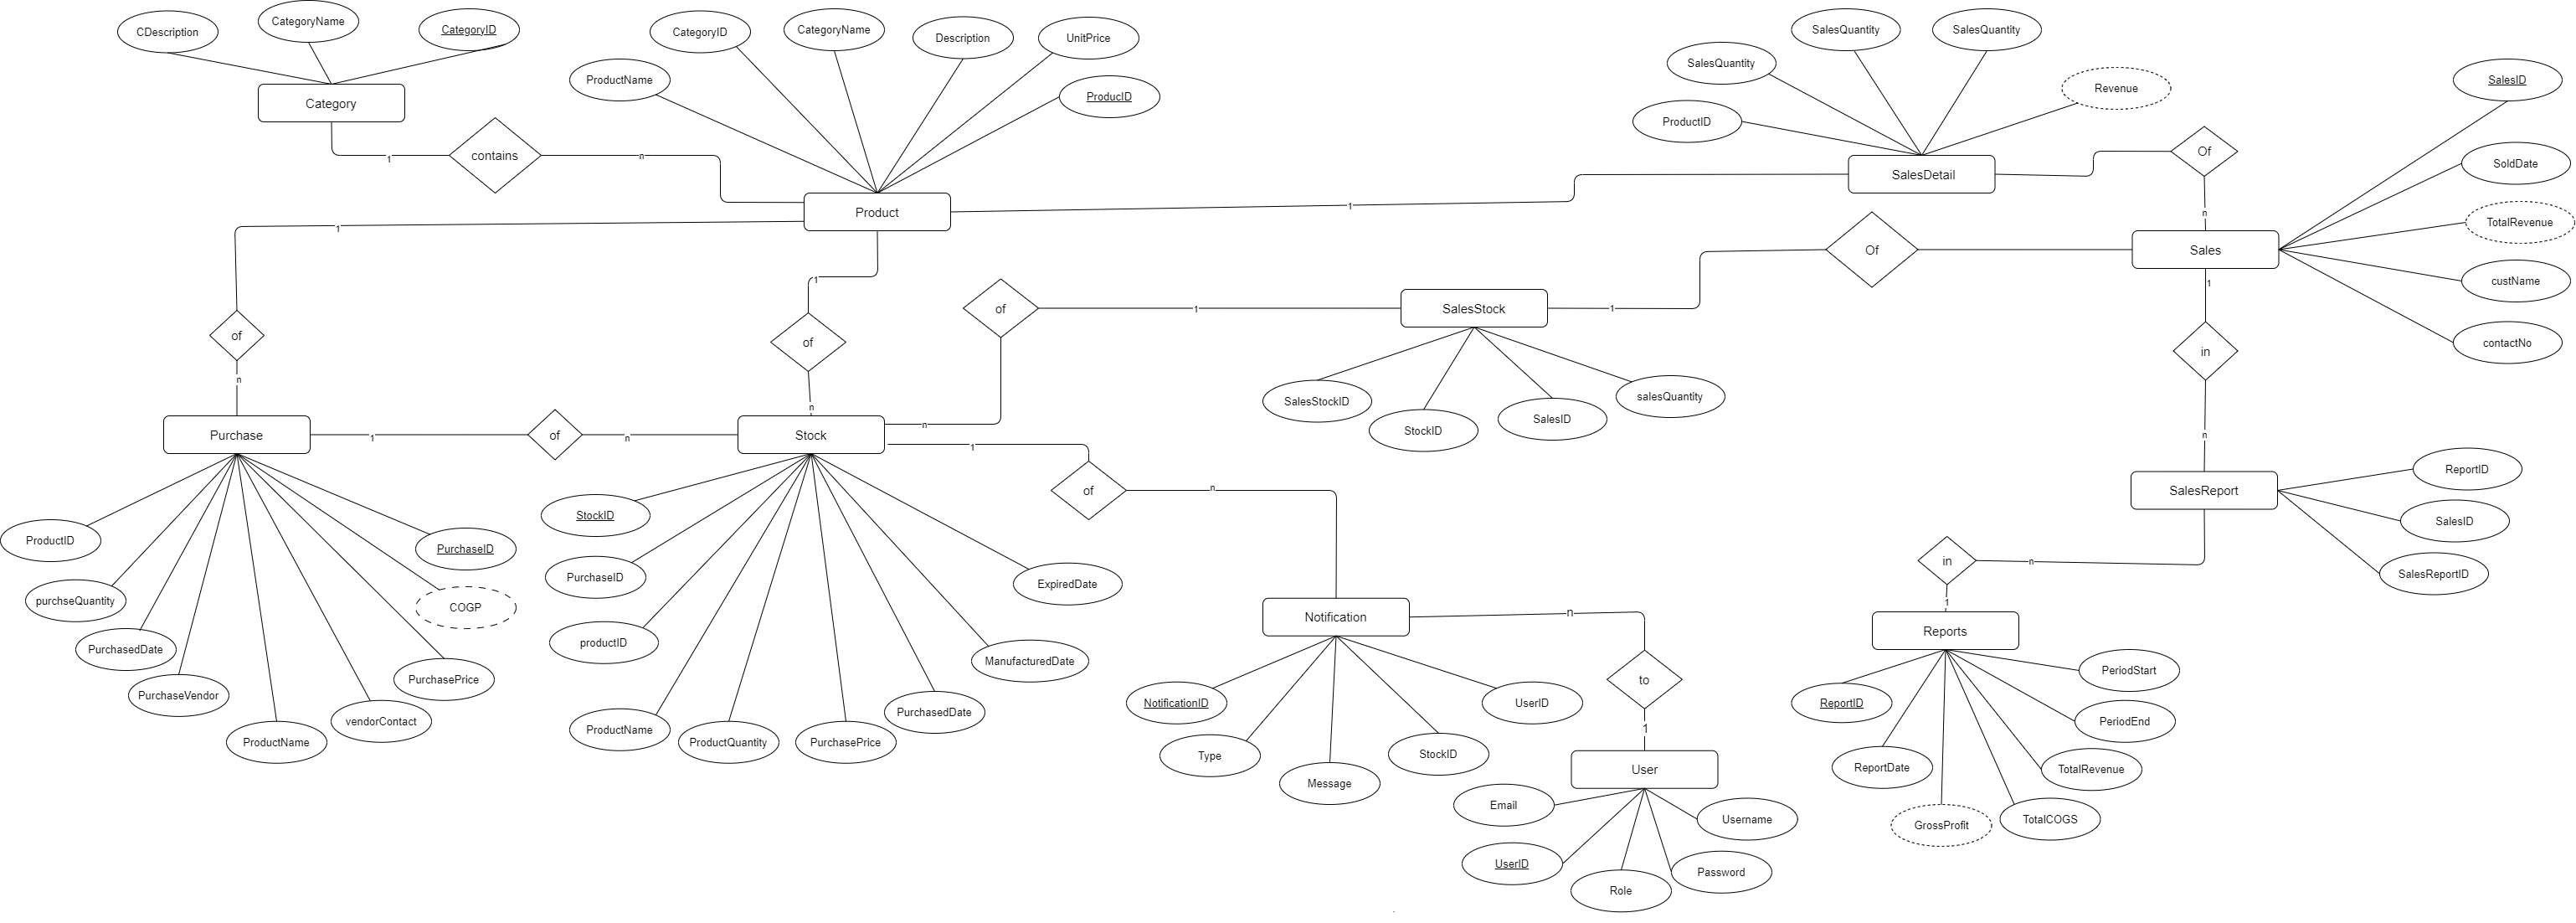 CDescription
CategoryName
CategoryID
Category
1
contains
n
ProductName
CategoryID
CategoryName
Description
UnitPrice
ProducID
Product
1
1
1
SalesQuantity
SalesQuantity
SalesQuantity
Revenue
ProductID
SalesDetail
Of
n
SalesID
SoldDate
TotalRevenue
custName
contactNo
Sales
1
in
n
Of
1
SalesStock
1
of
n
SalesStockID
StockID
SalesID
salesQuantity
of
n
of
n
Purchase
1
of
n
Stock
1
of
n
ProductID
purchseQuantity
PurchasedDate
PurchaseVendor
ProductName
vendorContact
PurchasePrice
COGP
PurchaseID
StockID
PurchaseID
productID
ProductName
ProductQuantity
PurchasePrice
PurchasedDate
ManufacturedDate
ExpiredDate
Notification
n
to
1
NotificationID
Type
Message
StockID
UserID
User
Email
UserID
Role
Password
Username
SalesReport
ReportID
SalesID
SalesReportID
n
in
1
Reports
ReportID
ReportDate
GrossProfit
TotalCOGS
TotalRevenue
PeriodEnd
PeriodStart